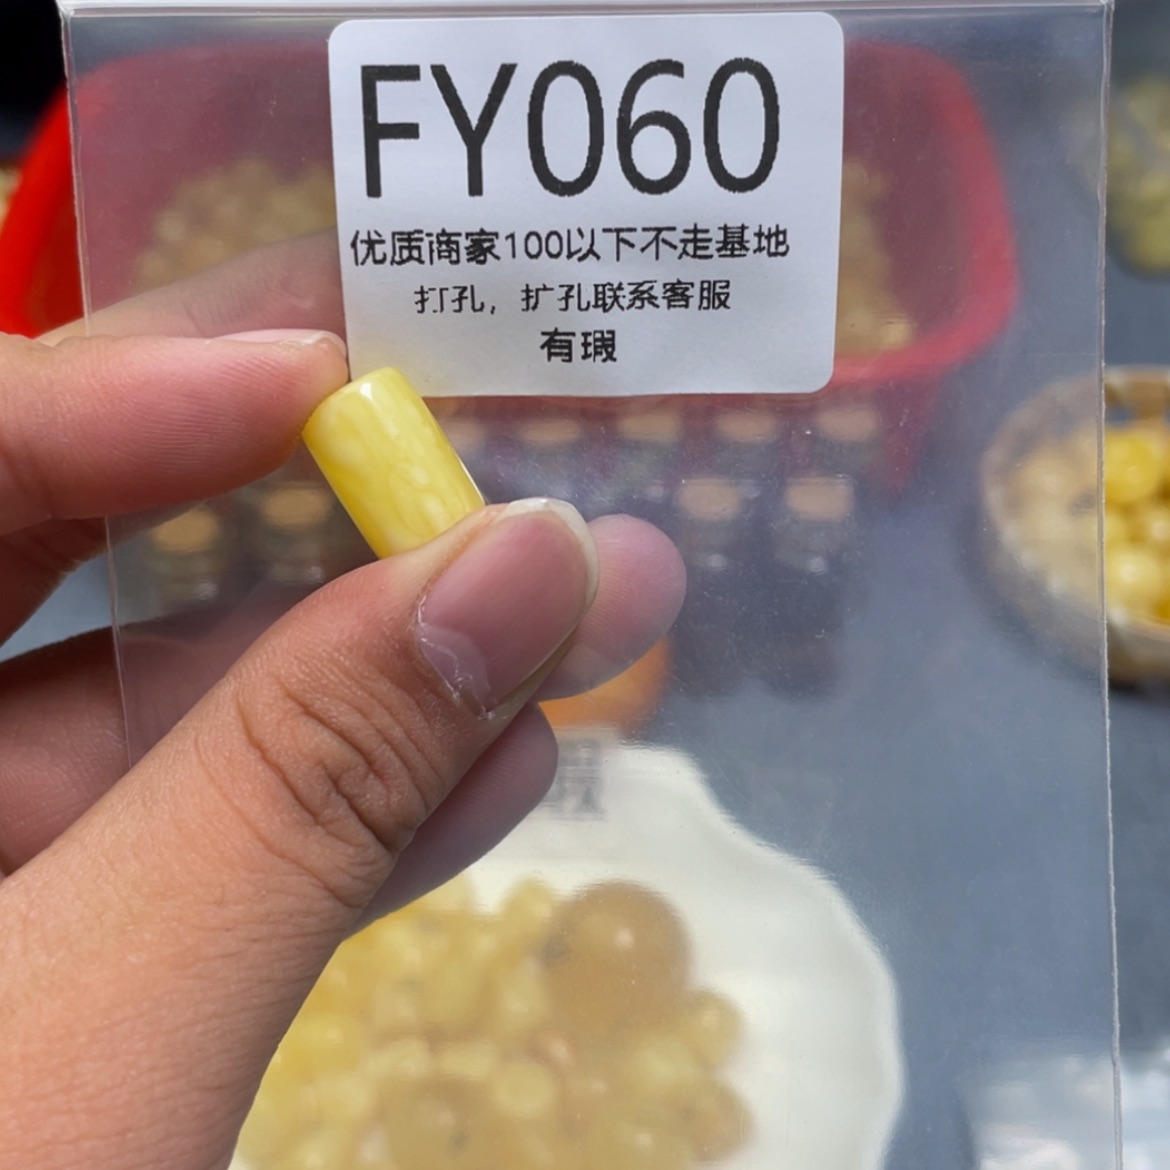 FY060
优质商家100以下不走基地
打孔，扩孔联系客服
有瑕